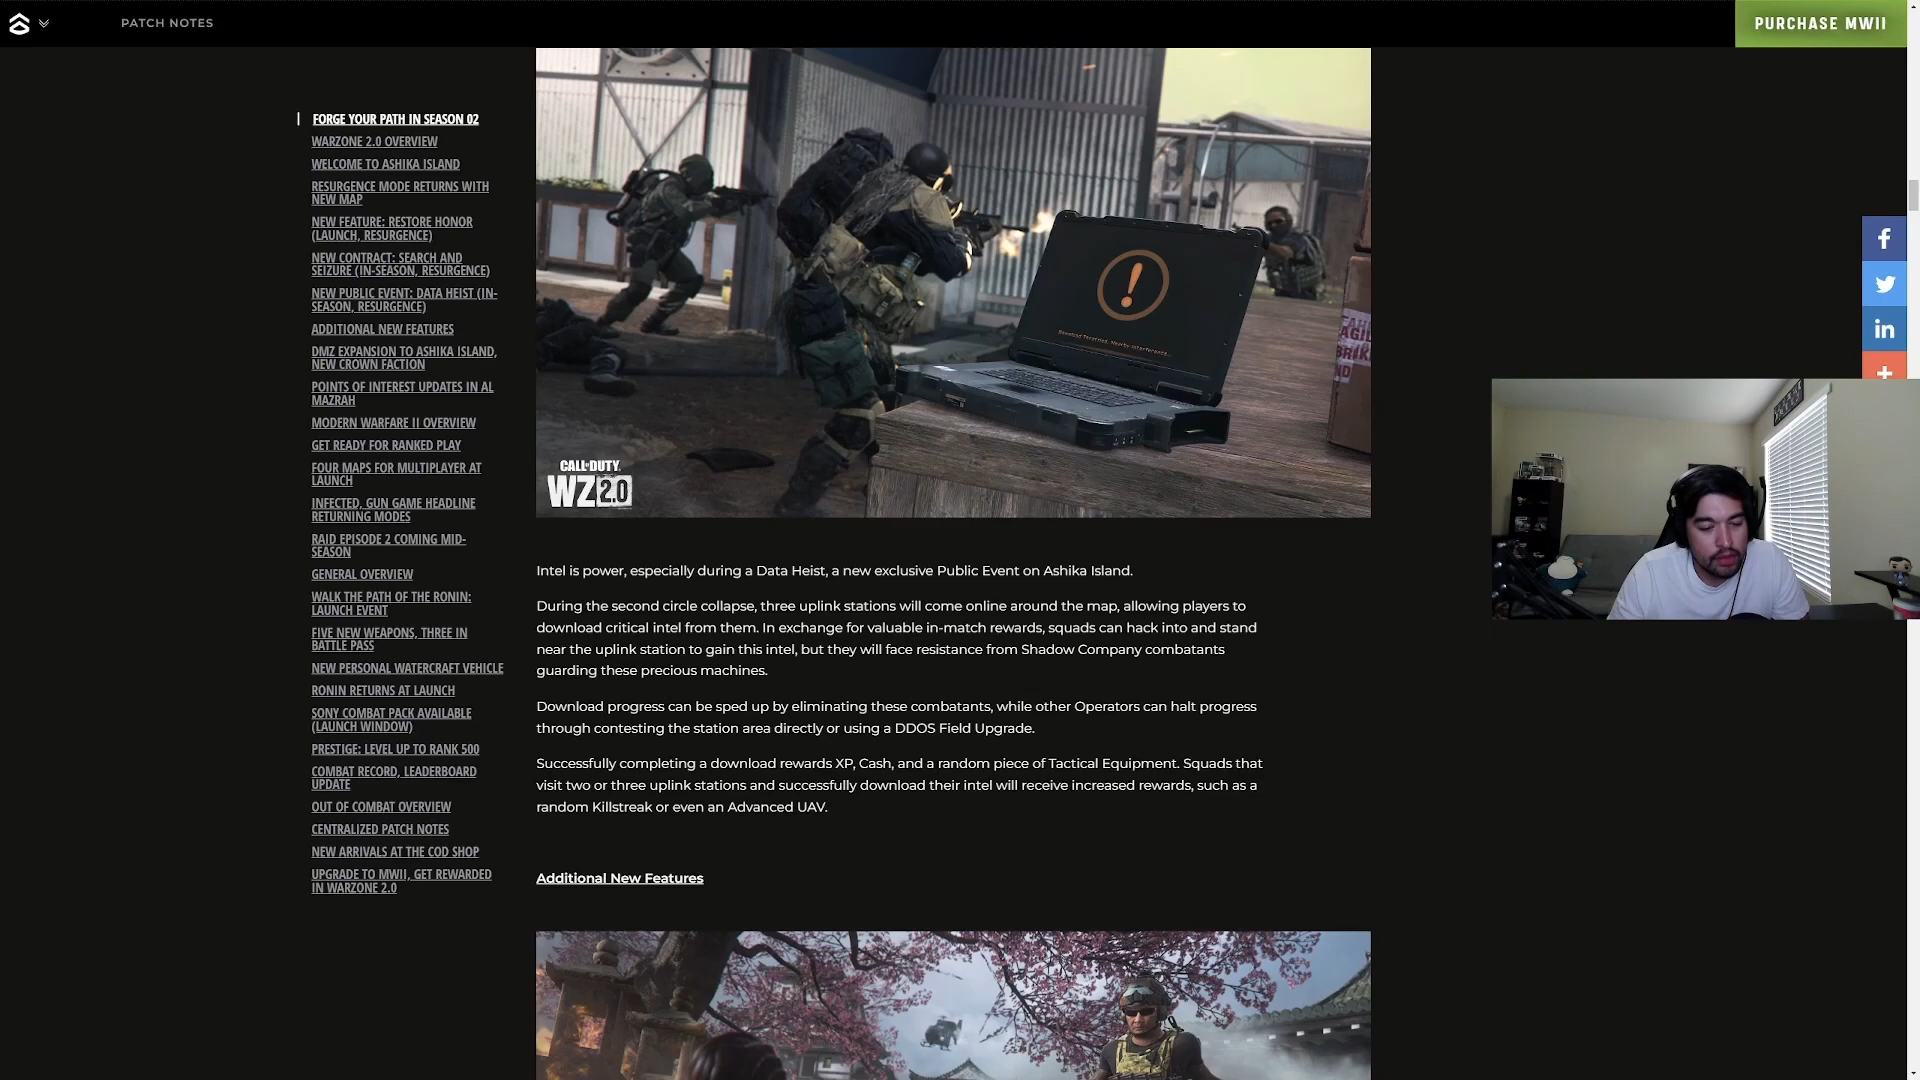 PATCH NOTES
PURCHASE MWII
FORGE YOUR PATH IN SEASON 02
WARZONE 2.0 OVERVIEW
WELCOME TO ASHIKA ISLAND
RESURGENCE MODE RETURNS WITH
NEW MAP
NEW FEATURE: RESTORE HONOR
(LAUNCH, RESURGENCE)
NEW CONTRACT: SEARCH AND
SEIZURE (IN-SEASON, RESURGENCE)
NEW PUBLIC EVENT: DATA HEIST (IN-
SEASON, RESURGENCE)
ADDITIONAL NEW FEATURES
DMZ EXPANSION TO ASHIKA ISLAND,
NEW CROWN FACTION
POINTS OF INTEREST UPDATES IN AL
MAZRAH
MODERN WARFARE II OVERVIEW
GET READY FOR RANKED PLAY
FOUR MAPS FOR MULTIPLAYER AT
LAUNCH
INFECTED, GUN GAME HEADLINE
RETURNING MODES
RAID EPISODE 2 COMING MID-
SEASON
GENERAL OVERVIEW
WALK THE PATH OF THE RONIN:
LAUNCH EVENT
FIVE NEW WEAPONS, THREE IN
BATTLE PASS
NEW PERSONAL WATERCRAFT VEHICLE
RONIN RETURNS AT LAUNCH
SONY COMBAT PACK AVAILABLE
(LAUNCH WINDOW)
PRESTIGE: LEVEL UP TO RANK 500
COMBAT RECORD, LEADERBOARD
UPDATE
OUT OF COMBAT OVERVIEW
CENTRALIZED PATCH NOTES
NEW ARRIVALS AT THE COD SHOP
UPGRADE TO MWII, GET REWARDED
IN WARZONE 2.0
CALL OF DUTY
WZ 2.0
Intel is power, especially during a Data Heist, a new exclusive Public Event on Ashika Island.
During the second circle collapse, three uplink stations will come online around the map, allowing players to
download critical intel from them. In exchange for valuable in-match rewards, squads can hack into and stand
near the uplink station to gain this intel, but they will face resistance from Shadow Company combatants
guarding these precious machines.
Download progress can be sped up by eliminating these combatants, while other Operators can halt progress
through contesting the station area directly or using a DDOS Field Upgrade.
Successfully completing a download rewards XP, Cash, and a random piece of Tactical Equipment. Squads that
visit two or three uplink stations and successfully download their intel will receive increased rewards, such as a
random Killstreak or even an Advanced UAV.
Additional New Features